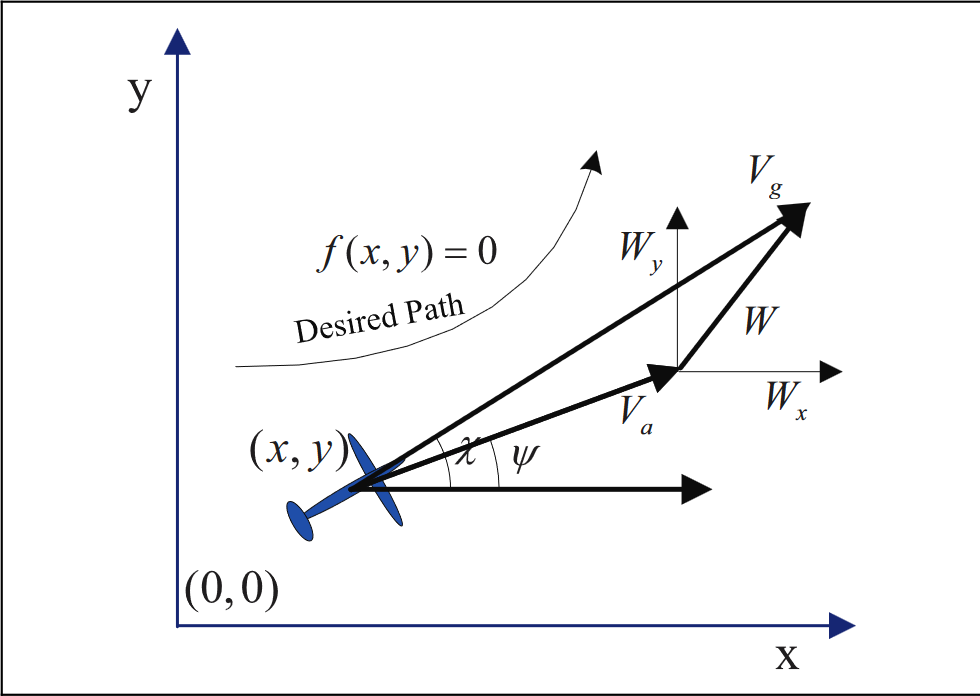 y
V_g
f(x, y) = 0
W_y
Desired Path
W
W_x
V_a
(x, y)
χ
ψ
(0, 0)
x